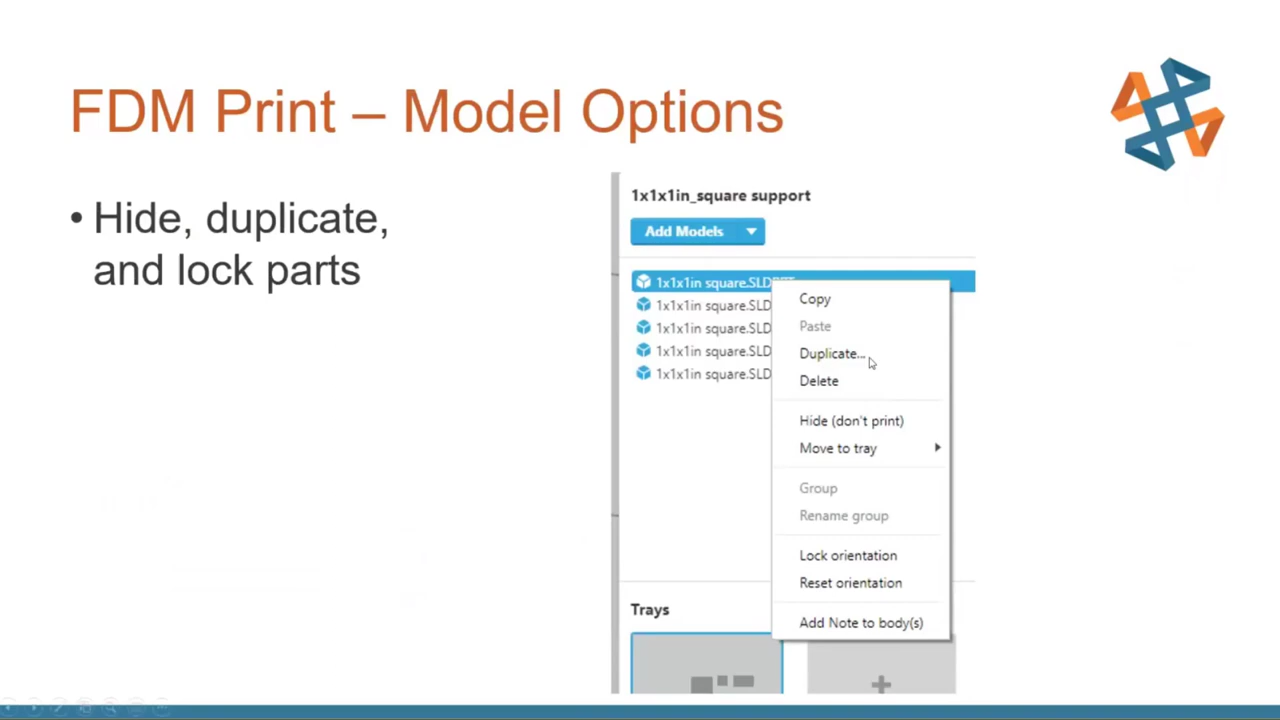 FDM Print – Model Options
• Hide, duplicate,
and lock parts
1x1x1in_square support
Add Models
1x1x1in square.SLDPRT
1x1x1in square.SLD
1x1x1in square.SLD
1x1x1in square.SLD
1x1x1in square.SLD
Copy
Paste
Duplicate...
Delete
Hide (don't print)
Move to tray
Group
Rename group
Lock orientation
Reset orientation
Add Note to body(s)
Trays
+